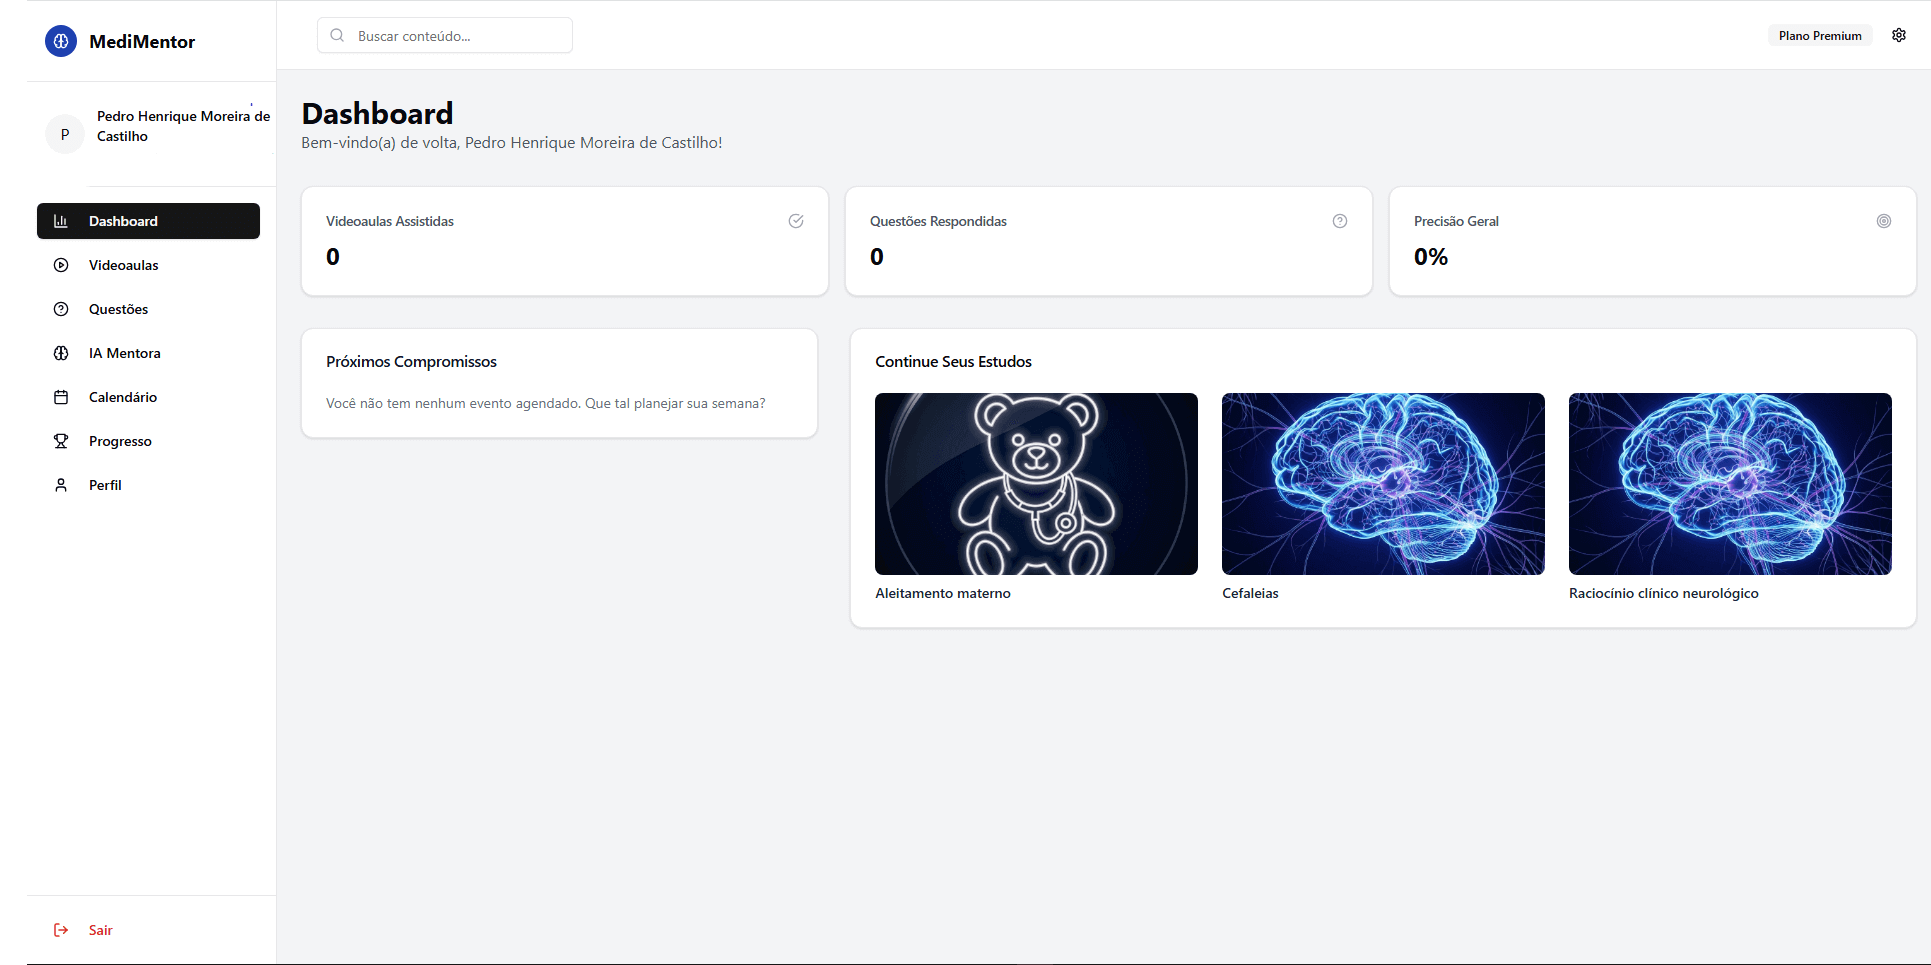 MediMentor
Buscar conteúdo...
Plano Premium
P
Pedro Henrique Moreira de
Castilho
Dashboard
Videoaulas
Questões
IA Mentora
Calendário
Progresso
Perfil
Sair
Dashboard
Bem-vindo(a) de volta, Pedro Henrique Moreira de Castilho!
Videoaulas Assistidas
0
Questões Respondidas
0
Precisão Geral
0%
Próximos Compromissos
Você não tem nenhum evento agendado. Que tal planejar sua semana?
Continue Seus Estudos
Aleitamento materno
Cefaleias
Raciocínio clínico neurológico